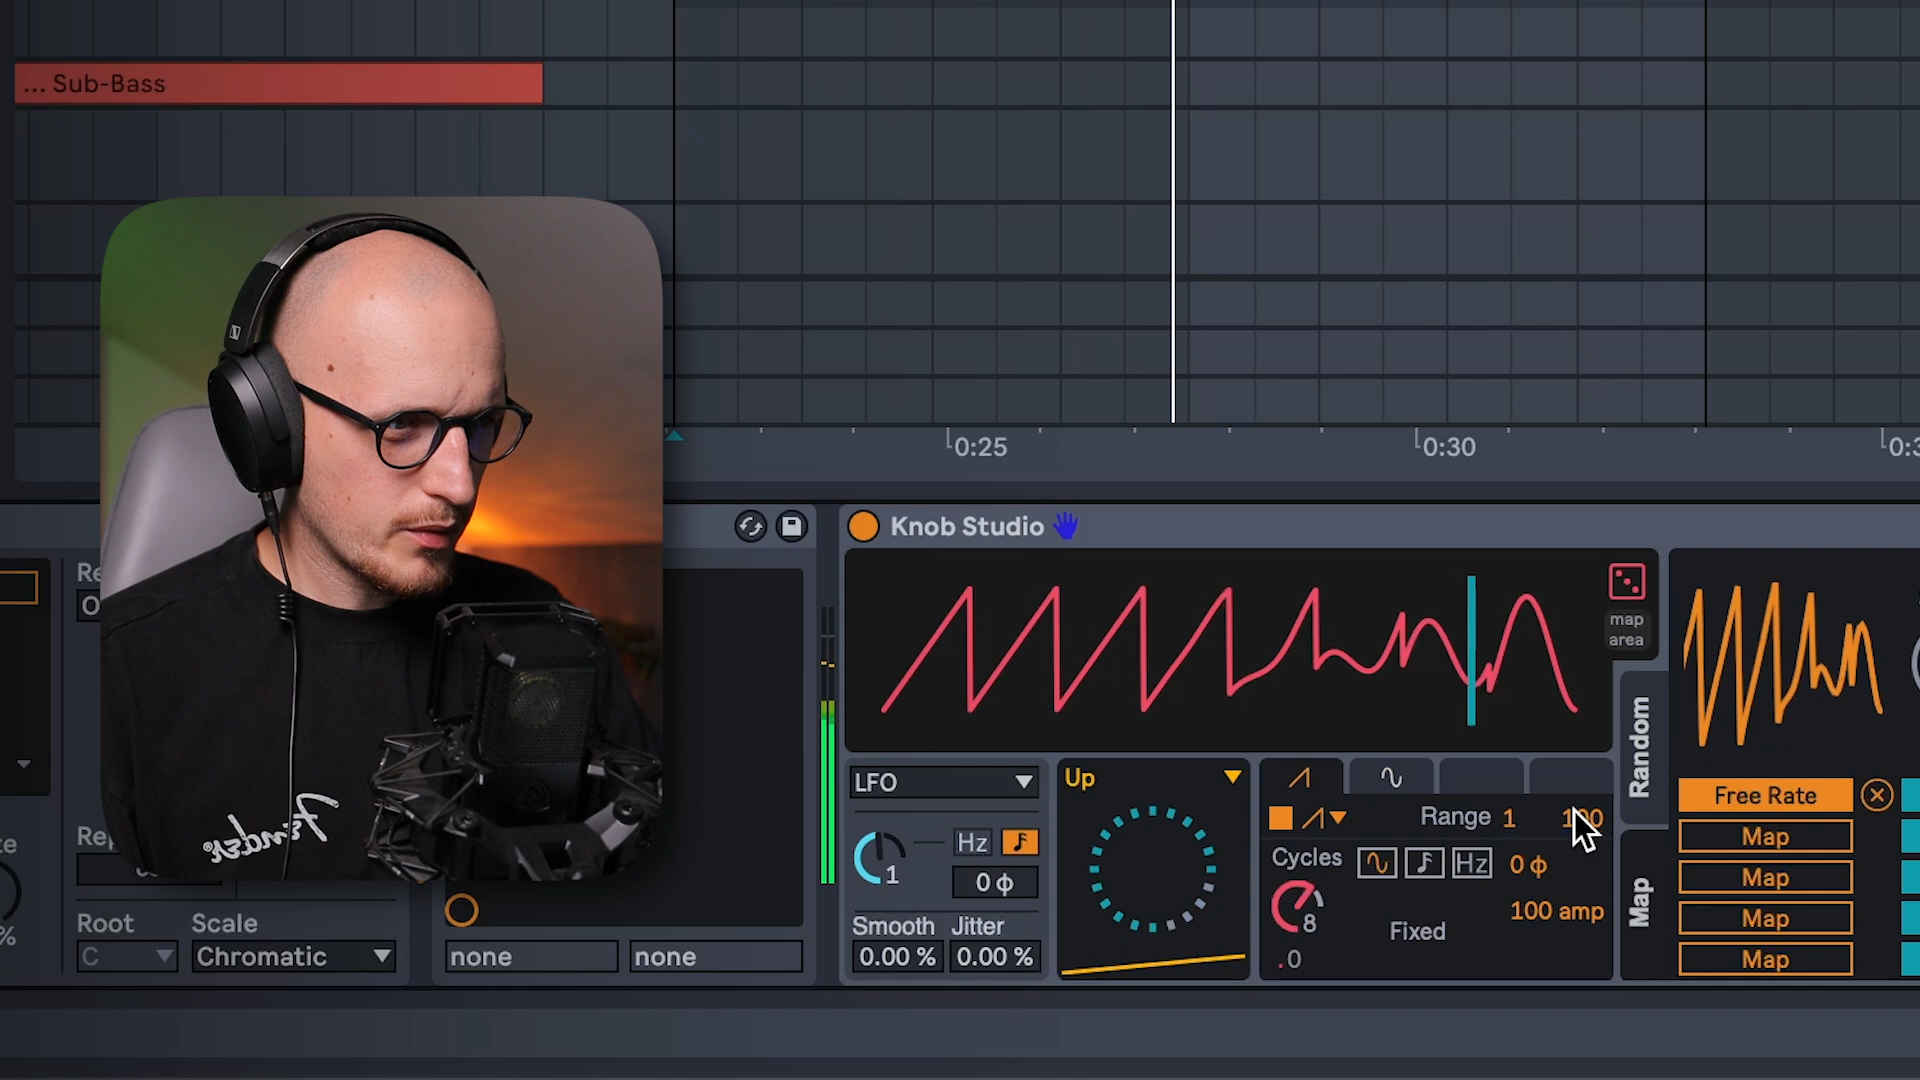 ... Sub-Bass
0:25
0:30
Knob Studio
map
area
LFO
Up
Random
Free Rate
Range 1
Hz
1
0 ϕ
Cycles
Hz
0 ϕ
8
100 amp
Fixed
.0
Map
Map
Map
Map
Map
Smooth Jitter
0.00 % 0.00 %
Root Scale
C Chromatic
none
none
Fender
%